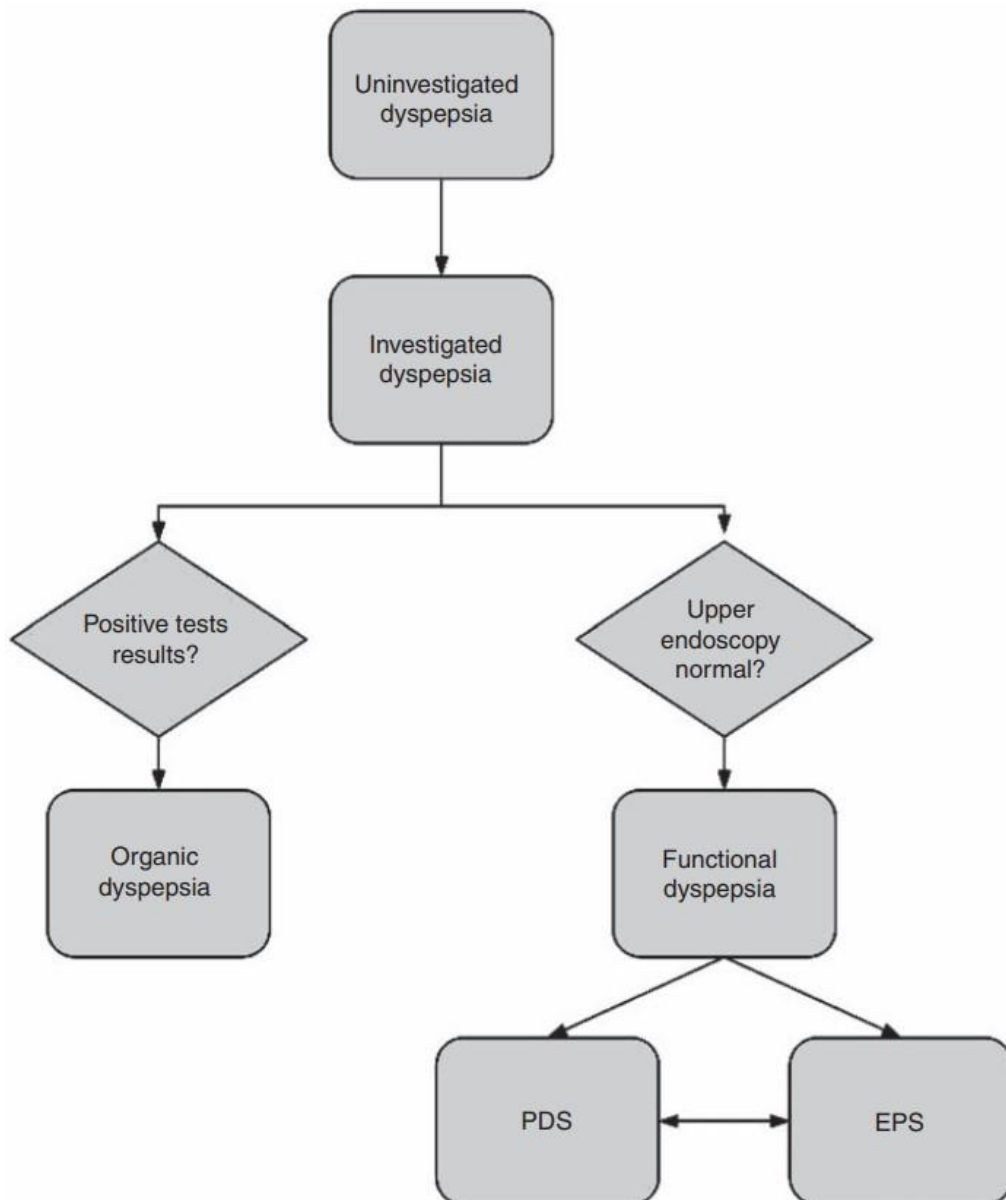 Uninvestigated
dyspepsia
Investigated
dyspepsia
Positive tests
results?
Upper
endoscopy
normal?
Organic
dyspepsia
Functional
dyspepsia
PDS
EPS